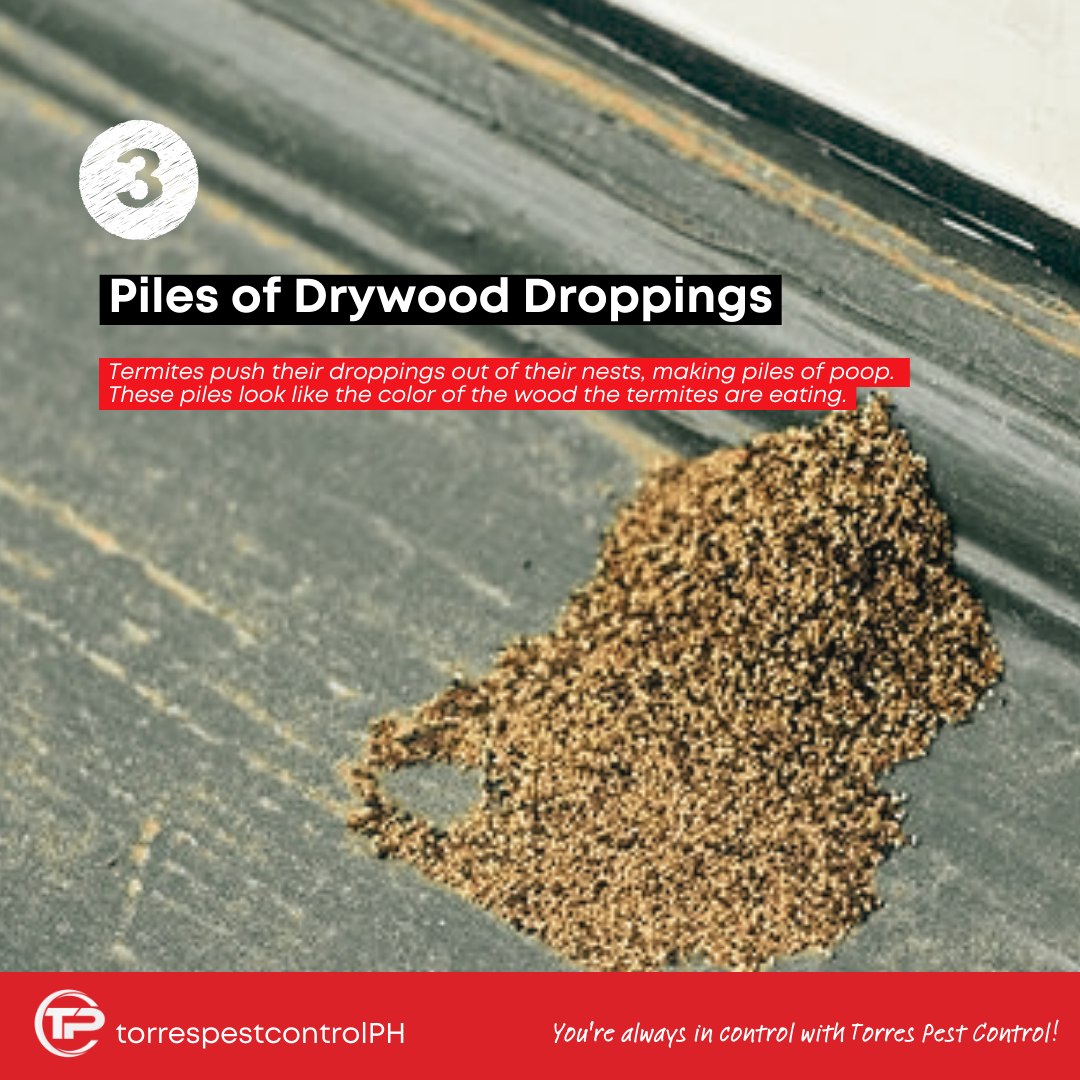 3
Piles of Drywood Droppings
Termites push their droppings out of their nests, making piles of poop.
These piles look like the color of the wood the termites are eating.
TP torrespestcontrolPH
You're always in control with Torres Pest Control!